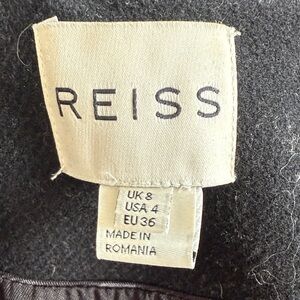 REISS
UK 8
USA 4
EU 36
MADE IN
ROMANIA